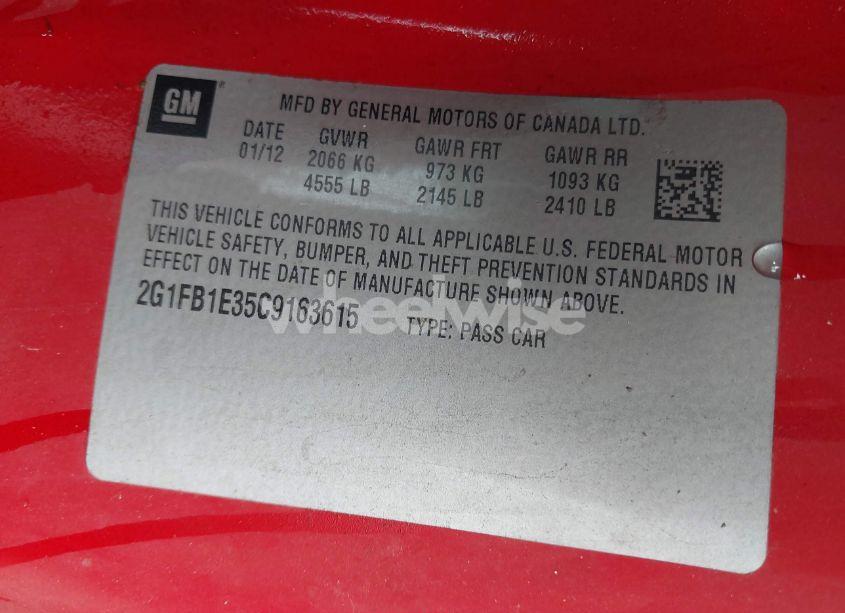 GM
MFD BY GENERAL MOTORS OF CANADA LTD.
DATE GVWR GAWR FRT GAWR RR
01/12 2066 KG 973 KG 1093 KG
4555 LB 2145 LB 2410 LB
THIS VEHICLE CONFORMS TO ALL APPLICABLE U.S. FEDERAL MOTOR
VEHICLE SAFETY, BUMPER, AND THEFT PREVENTION STANDARDS IN
EFFECT ON THE DATE OF MANUFACTURE SHOWN ABOVE.
2G1FB1E35C9163615 TYPE: PASS CAR
wheelwise